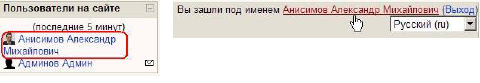 Пользователи на сайте
(последние 5 минут)
Анисимов Александр
Михайлович
Админов Админ
Вы зашли под именем Анисимов Александр Михайлович (Выход)
Русский (ru)